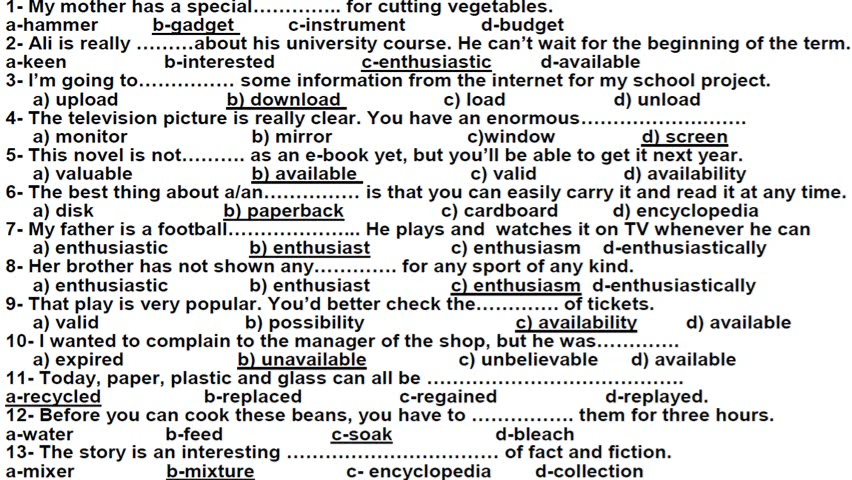 1- My mother has a special…………… for cutting vegetables.
a-hammer b-gadget c-instrument d-budget
2- Ali is really ………about his university course. He can't wait for the beginning of the term.
a-keen b-interested c-enthusiastic d-available
3- I'm going to…………… some information from the internet for my school project.
a) upload b) download c) load d) unload
4- The television picture is really clear. You have an enormous…………………….
a) monitor b) mirror c)window d) screen
5- This novel is not………. as an e-book yet, but you'll be able to get it next year.
a) valuable b) available c) valid d) availability
6- The best thing about a/an…………… is that you can easily carry it and read it at any time.
a) disk b) paperback c) cardboard d) encyclopedia
7- My father is a football……………….. He plays and watches it on TV whenever he can
a) enthusiastic b) enthusiast c) enthusiasm d-enthusiastically
8- Her brother has not shown any…………. for any sport of any kind.
a) enthusiastic b) enthusiast c) enthusiasm d-enthusiastically
9- That play is very popular. You'd better check the…………. of tickets.
a) valid b) possibility c) availability d) available
10- I wanted to complain to the manager of the shop, but he was………….
a) expired b) unavailable c) unbelievable d) available
11- Today, paper, plastic and glass can all be …………………………………….
a-recycled b-replaced c-regained d-replayed.
12- Before you can cook these beans, you have to ……………. them for three hours.
a-water b-feed c-soak d-bleach
13- The story is an interesting ……………………………. of fact and fiction.
a-mixer b-mixture c- encyclopedia d-collection